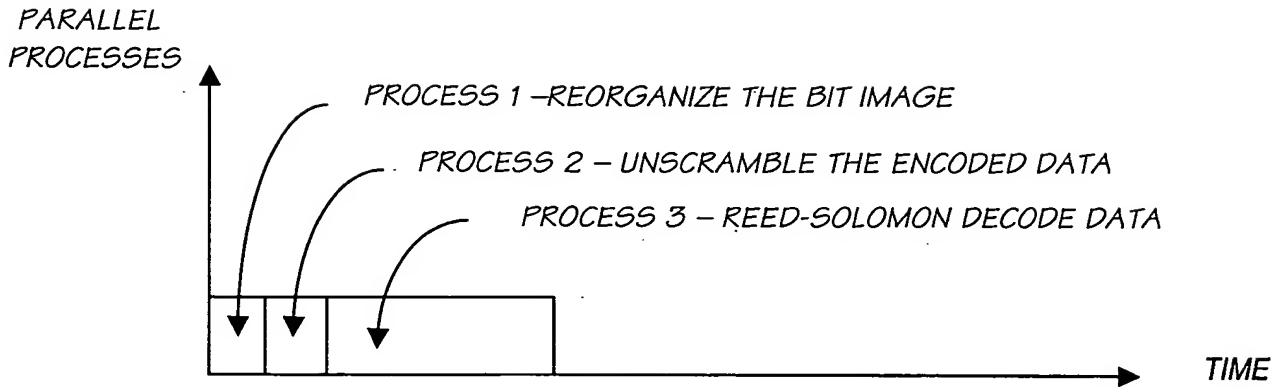 PARALLEL
PROCESSES
PROCESS 1 –REORGANIZE THE BIT IMAGE
PROCESS 2 – UNSCRAMBLE THE ENCODED DATA
PROCESS 3 – REED-SOLOMON DECODE DATA
TIME